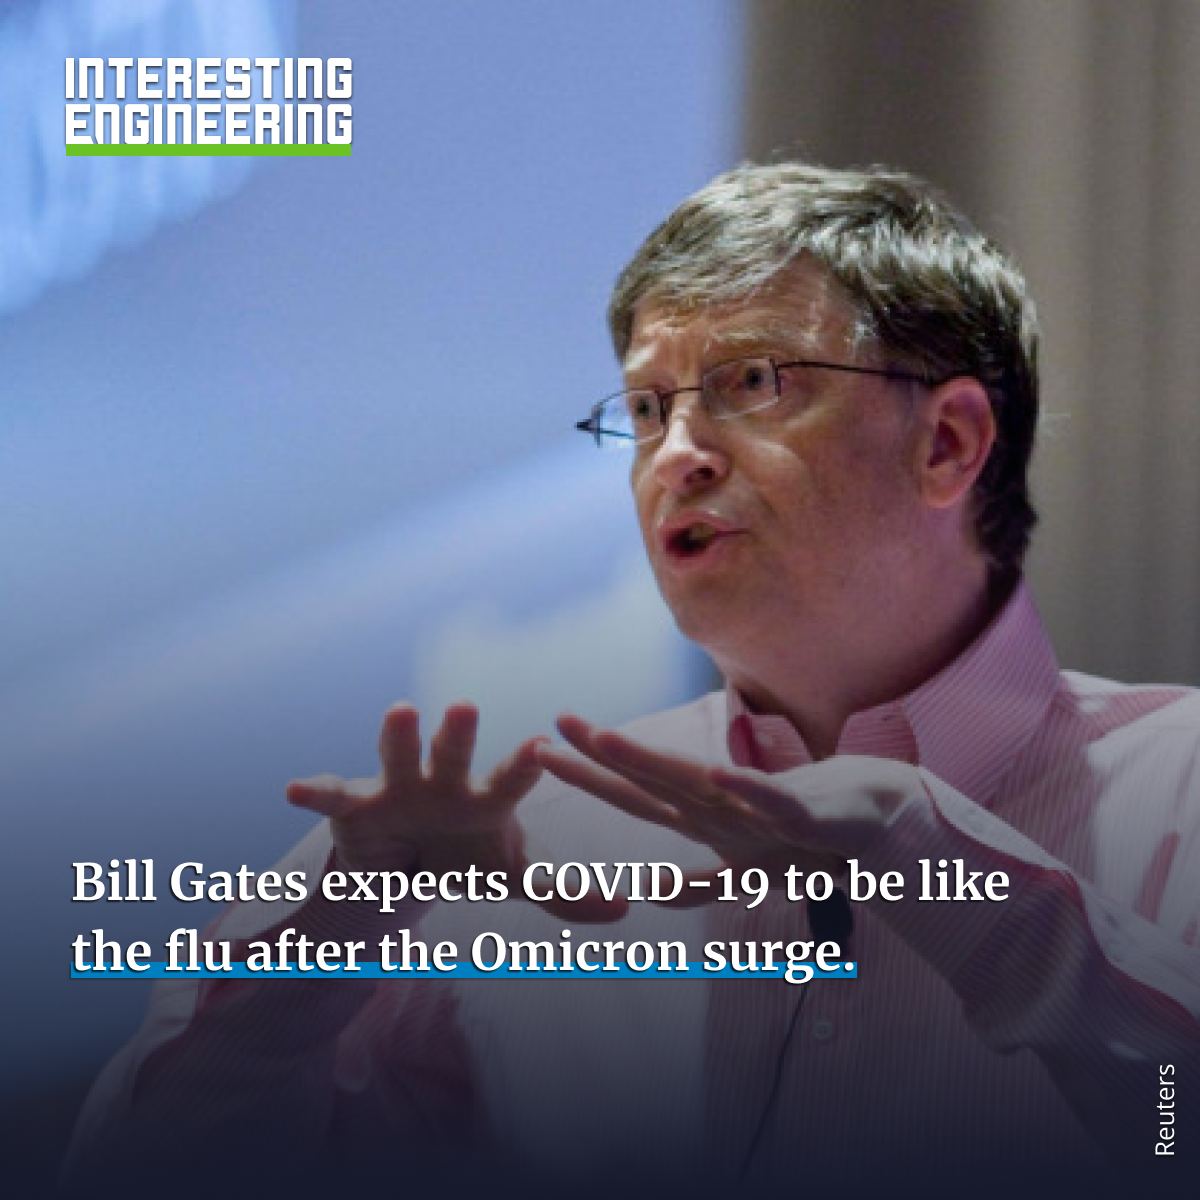 INTERESTING
ENGINEERING
Bill Gates expects COVID-19 to be like
the flu after the Omicron surge.
Reuters